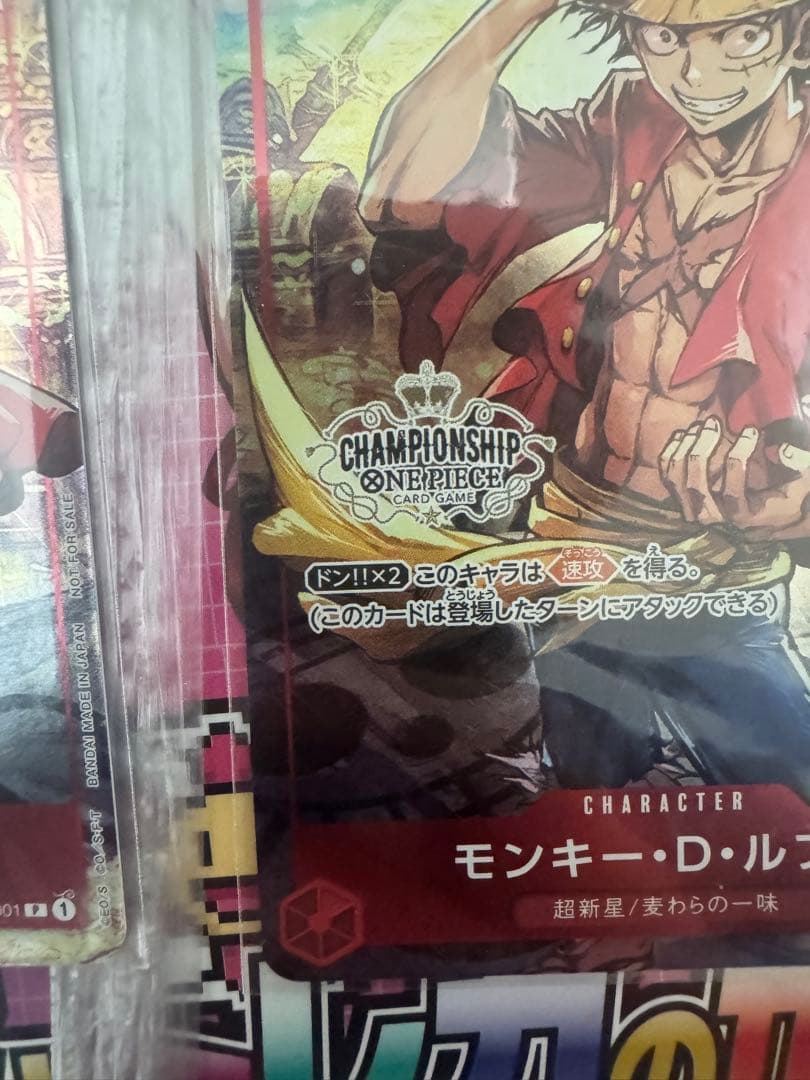 CHAMPIONSHIP
ONE PIECE
CARD GAME
ドン!!×2 このキャラは 速攻 を得る。
(このカードは登場したターンにアタックできる)
CHARACTER
モンキー・D・ル
超新星/麦わらの一味
BANDAI MADE IN JAPAN NOT FOR SALE
001 P 1